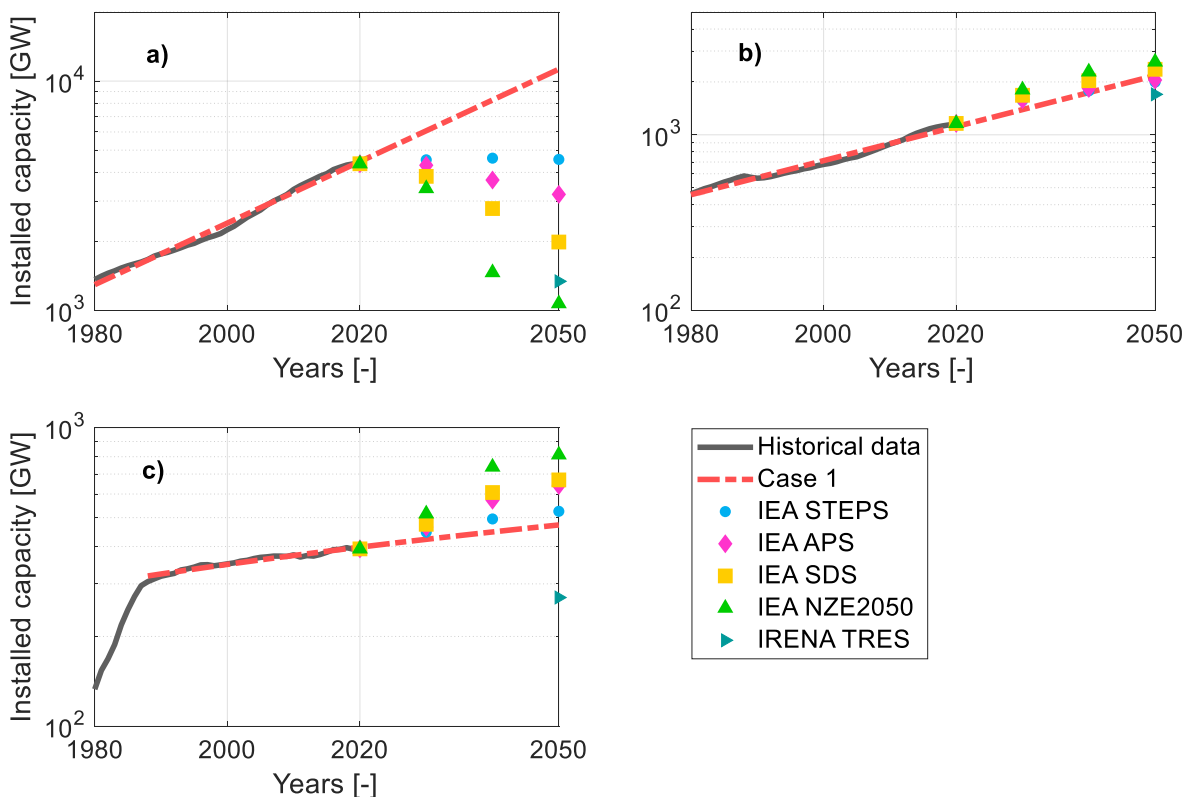 a)
Installed capacity [GW]
10^4
10^3
1980
2000
2020
2050
Years [-]
b)
10^3
10^2
1980
2000
2020
2050
Years [-]
c)
Installed capacity [GW]
10^3
10^2
1980
2000
2020
2050
Years [-]
Historical data
Case 1
IEA STEPS
IEA APS
IEA SDS
IEA NZE2050
IRENA TRES